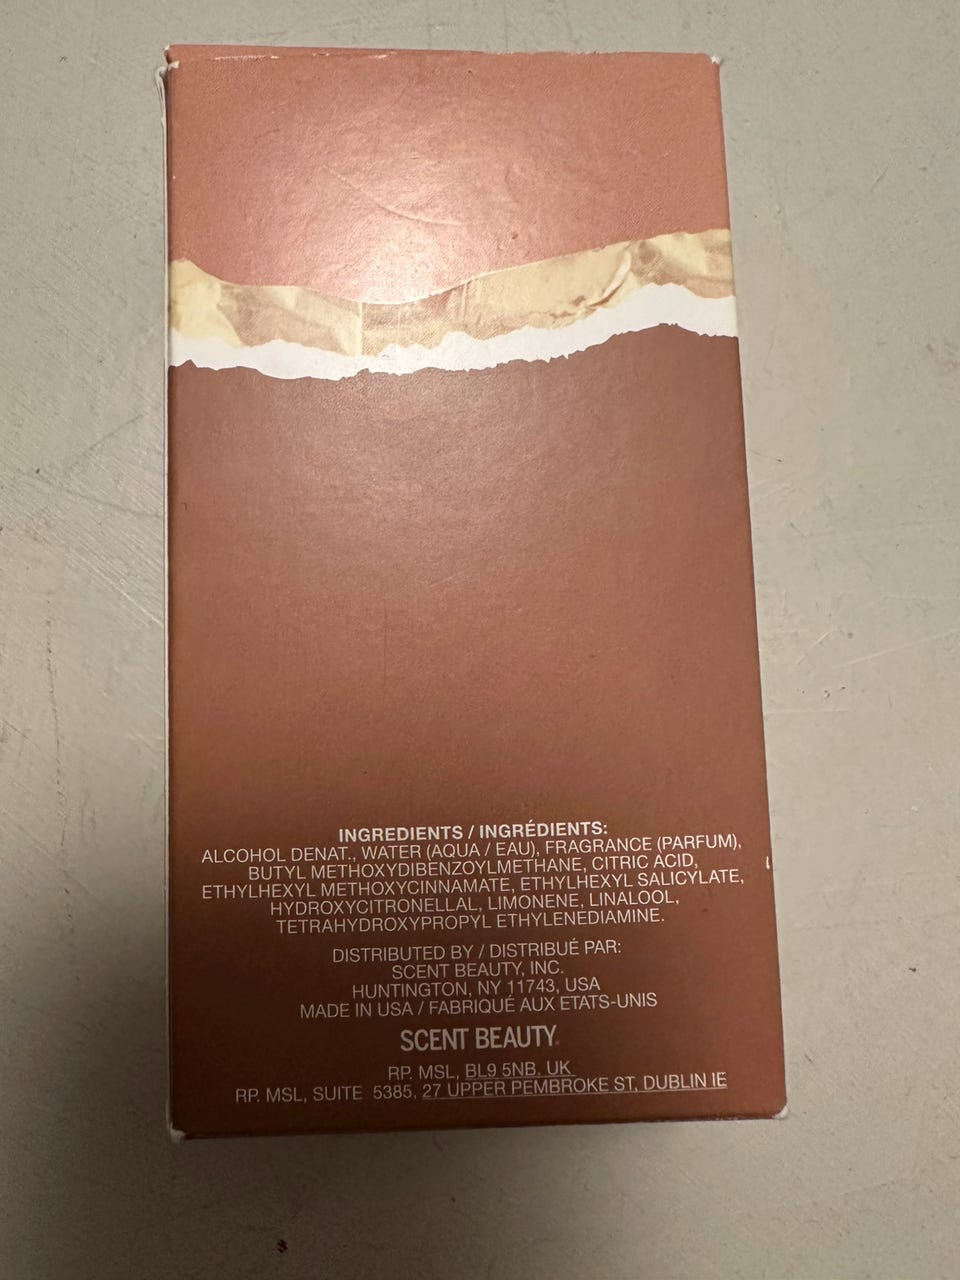 INGREDIENTS / INGRÉDIENTS:
ALCOHOL DENAT., WATER (AQUA / EAU), FRAGRANCE (PARFUM),
BUTYL METHOXYDIBENZOYLMETHANE, CITRIC ACID,
ETHYLHEXYL METHOXYCINNAMATE, ETHYLHEXYL SALICYLATE,
HYDROXYCITRONELLAL, LIMONENE, LINALOOL,
TETRAHYDROXYPROPYL ETHYLENEDIAMINE.
DISTRIBUTED BY / DISTRIBUÉ PAR:
SCENT BEAUTY, INC.
HUNTINGTON, NY 11743, USA
MADE IN USA / FABRIQUÉ AUX ETATS-UNIS
SCENT BEAUTY
RP. MSL, BL9 5NB. UK
RP. MSL, SUITE 5385, 27 UPPER PEMBROKE ST, DUBLIN IE